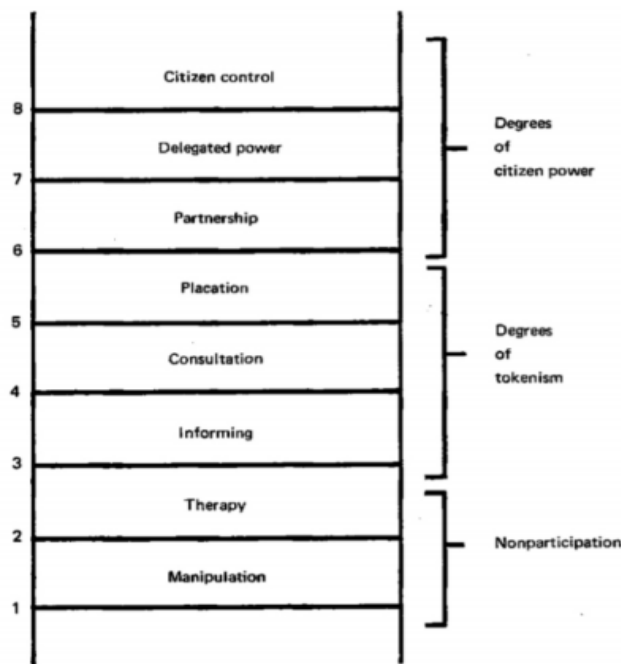 Citizen control
8
Delegated power
7
Partnership
6
Placation
5
Consultation
4
Informing
3
Therapy
2
Manipulation
1
Degrees
of
citizen power
Degrees
of
tokenism
Nonparticipation